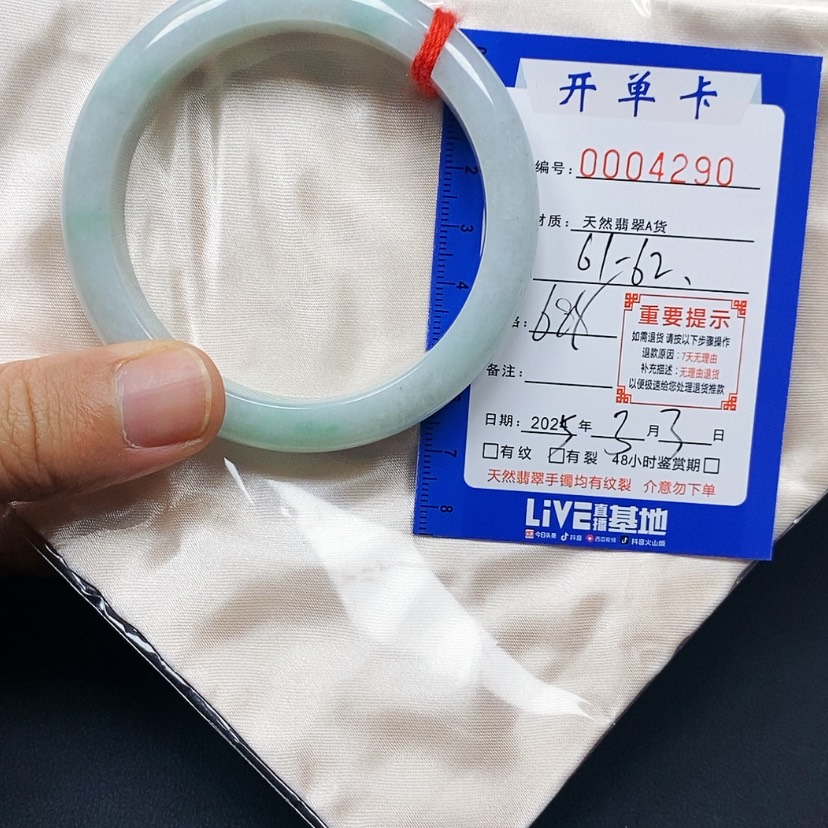 开单卡
编号: 0004290
材质: 天然翡翠A货
61-62、
备注:
重要提示
如需退货 请按以下步骤操作
退款原因:7天无理由
补充描述:无理由退货
以便极速给您处理退货推款
日期: 2025年3月3日
□有纹 □有裂 48小时鉴赏期□
天然翡翠手镯均有纹裂 介意勿下单
LiVE直播基地
今日头条 抖音 西瓜视频 抖音火山版
2
3
4
7
8